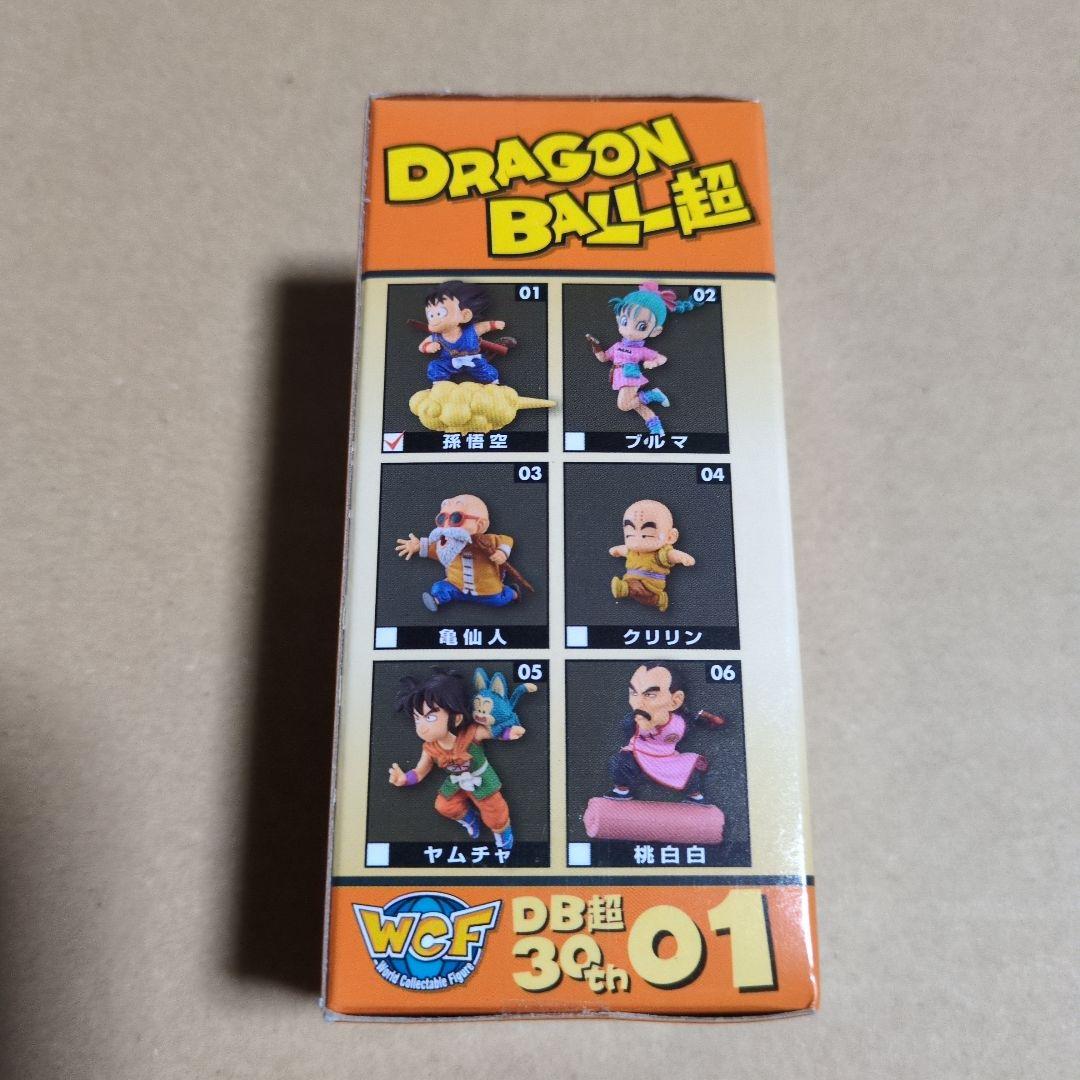 DRAGON
BALL超
01
孫悟空
02
ブルマ
03
亀仙人
04
クリリン
05
ヤムチャ
06
桃白白
WCF
World Collectable Figure
DB超
30th
01